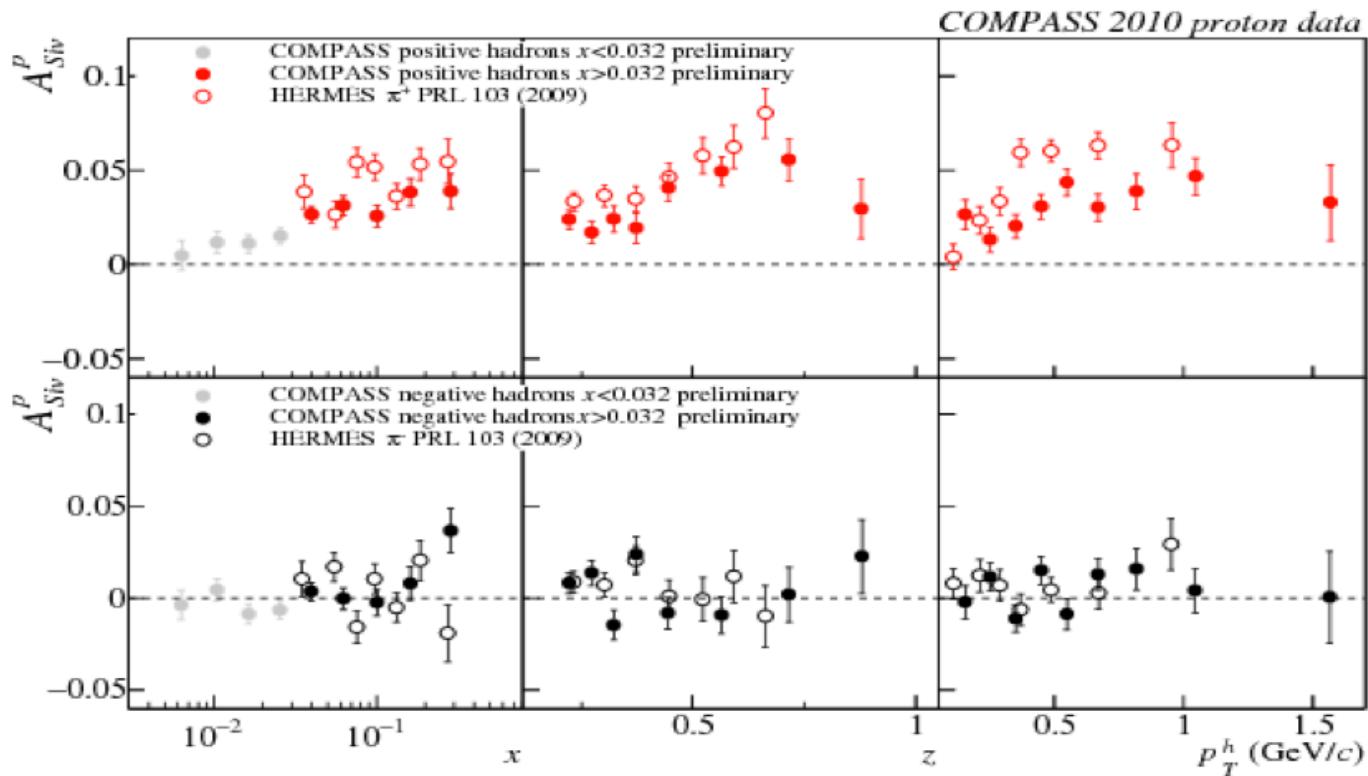 COMPASS 2010 proton data
A^p_Siv
COMPASS positive hadrons x<0.032 preliminary
COMPASS positive hadrons x>0.032 preliminary
HERMES π⁺ PRL 103 (2009)
0.1
0.05
0
−0.05
A^p_Siv
COMPASS negative hadrons x<0.032 preliminary
COMPASS negative hadrons x>0.032 preliminary
HERMES π⁻ PRL 103 (2009)
0.1
0.05
0
−0.05
10⁻² 10⁻¹ 0.5 1 0.5 1 1.5
x z p^h_T (GeV/c)